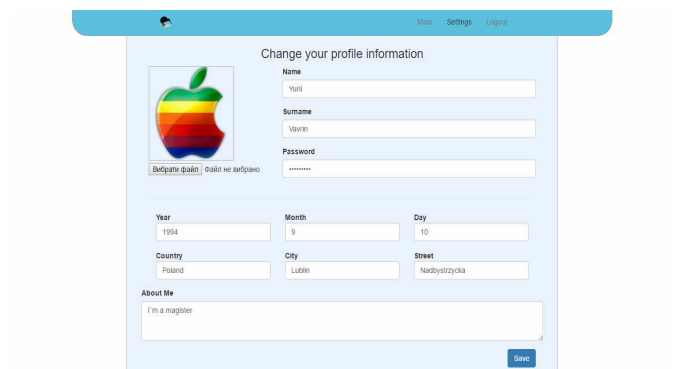 Main Settings Logout
Change your profile information
Name
Yurii
Surname
Vavrin
Password
•••••••••
Вибрати файл Файл не вибрано
Year Month Day
1994 9 10
Country City Street
Poland Lublin Nadbystrzycka
About Me
I`m a magister
Save